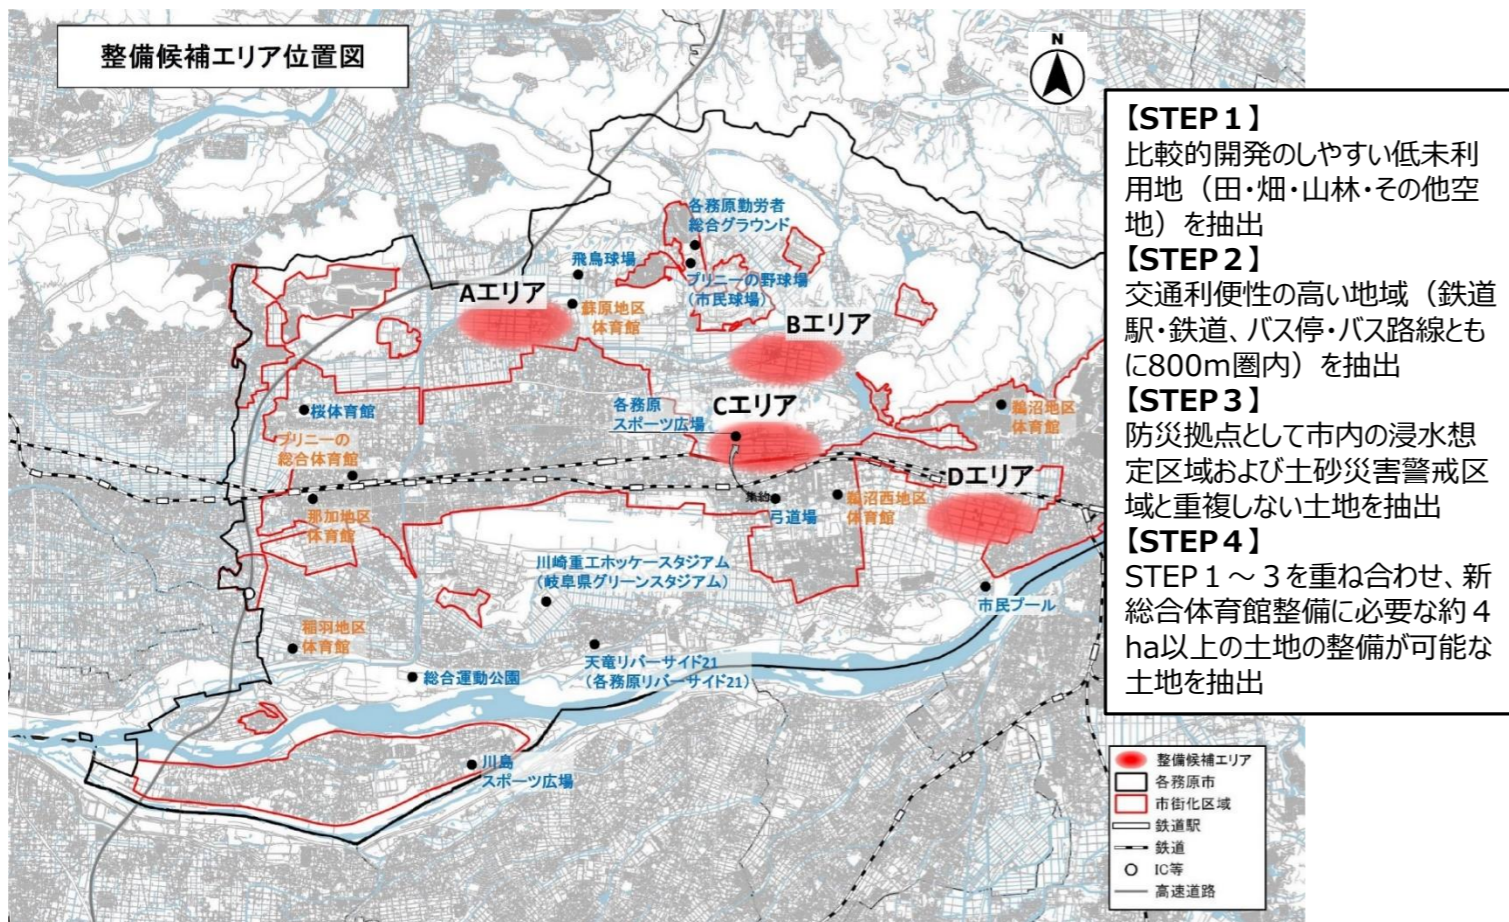 整備候補エリア位置図
N
【STEP１】
比較的開発のしやすい低未利
用地（田・畑・山林・その他空
地）を抽出
【STEP２】
交通利便性の高い地域（鉄道
駅・鉄道、バス停・バス路線とも
に800m圏内）を抽出
【STEP３】
防災拠点として市内の浸水想
定区域および土砂災害警戒区
域と重複しない土地を抽出
【STEP４】
STEP１～３を重ね合わせ、新
総合体育館整備に必要な約４
ha以上の土地の整備が可能な
土地を抽出
各務原勤労者
総合グラウンド
飛鳥球場
プリニーの野球場
（市民球場）
Aエリア
蘇原地区
体育館
Bエリア
Cエリア
各務原
スポーツ広場
桜体育館
鵜沼地区
体育館
プリニーの
総合体育館
Dエリア
那加地区
体育館
集約
弓道場
鵜沼西地区
体育館
川崎重工ホッケースタジアム
（岐阜県グリーンスタジアム）
市民プール
稲羽地区
体育館
天竜リバーサイド21
（各務原リバーサイド21）
総合運動公園
川島
スポーツ広場
整備候補エリア
各務原市
市街化区域
鉄道駅
鉄道
IC等
高速道路